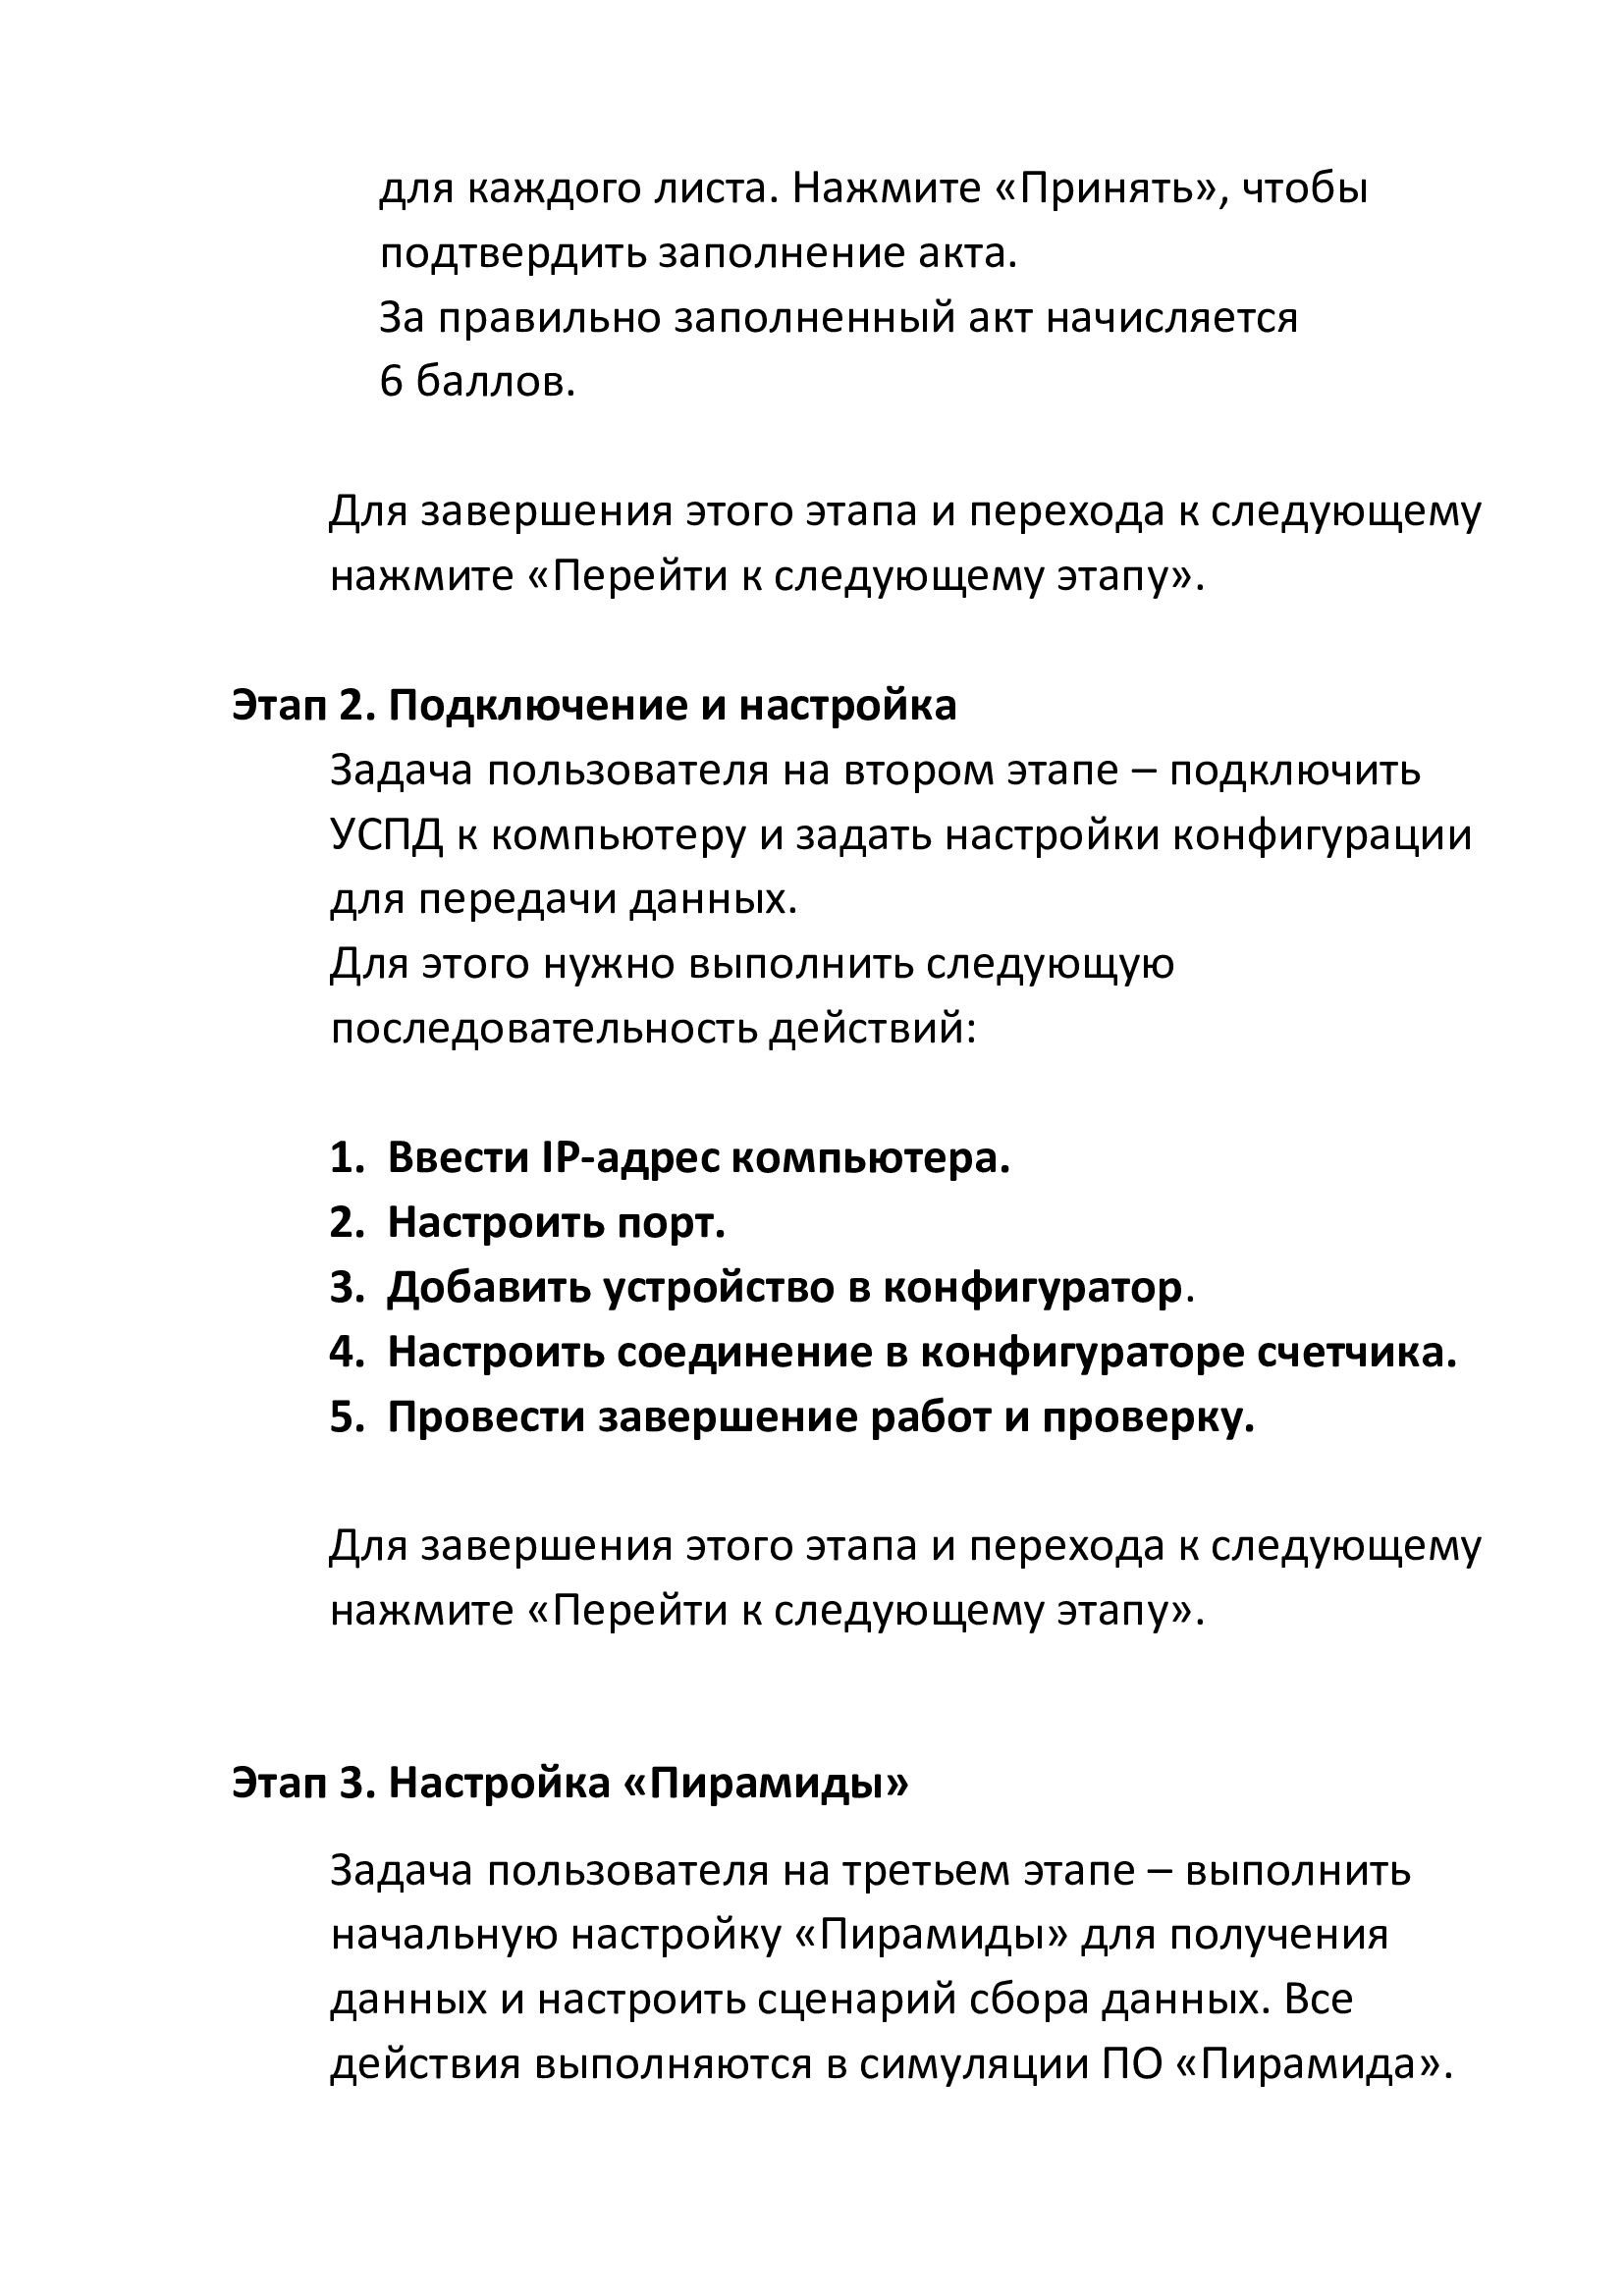 для каждого листа. Нажмите «Принять», чтобы
подтвердить заполнение акта.
За правильно заполненный акт начисляется
6 баллов.
Для завершения этого этапа и перехода к следующему
нажмите «Перейти к следующему этапу».
Этап 2. Подключение и настройка
Задача пользователя на втором этапе – подключить
УСПД к компьютеру и задать настройки конфигурации
для передачи данных.
Для этого нужно выполнить следующую
последовательность действий:
1. Ввести IP-адрес компьютера.
2. Настроить порт.
3. Добавить устройство в конфигуратор.
4. Настроить соединение в конфигураторе счетчика.
5. Провести завершение работ и проверку.
Для завершения этого этапа и перехода к следующему
нажмите «Перейти к следующему этапу».
Этап 3. Настройка «Пирамиды»
Задача пользователя на третьем этапе – выполнить
начальную настройку «Пирамиды» для получения
данных и настроить сценарий сбора данных. Все
действия выполняются в симуляции ПО «Пирамида».